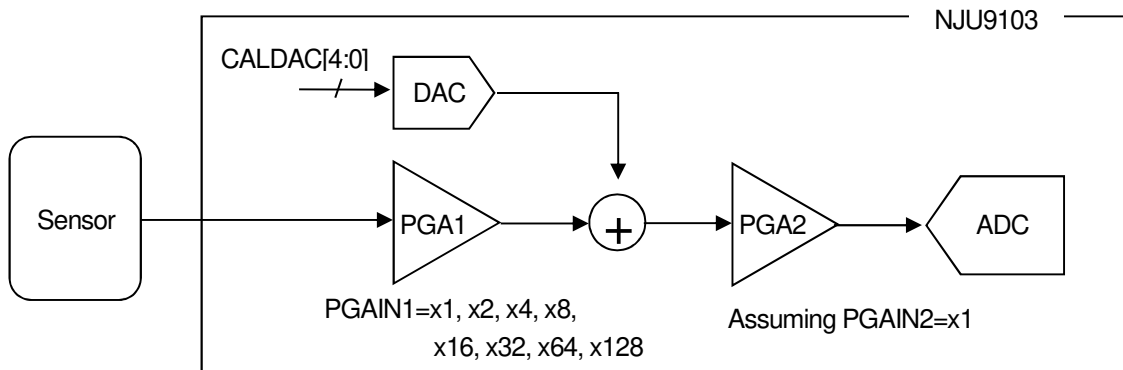 NJU9103
CALDAC[4:0]
DAC
Sensor
PGA1
+
PGA2
ADC
PGAIN1=x1, x2, x4, x8,
x16, x32, x64, x128
Assuming PGAIN2=x1